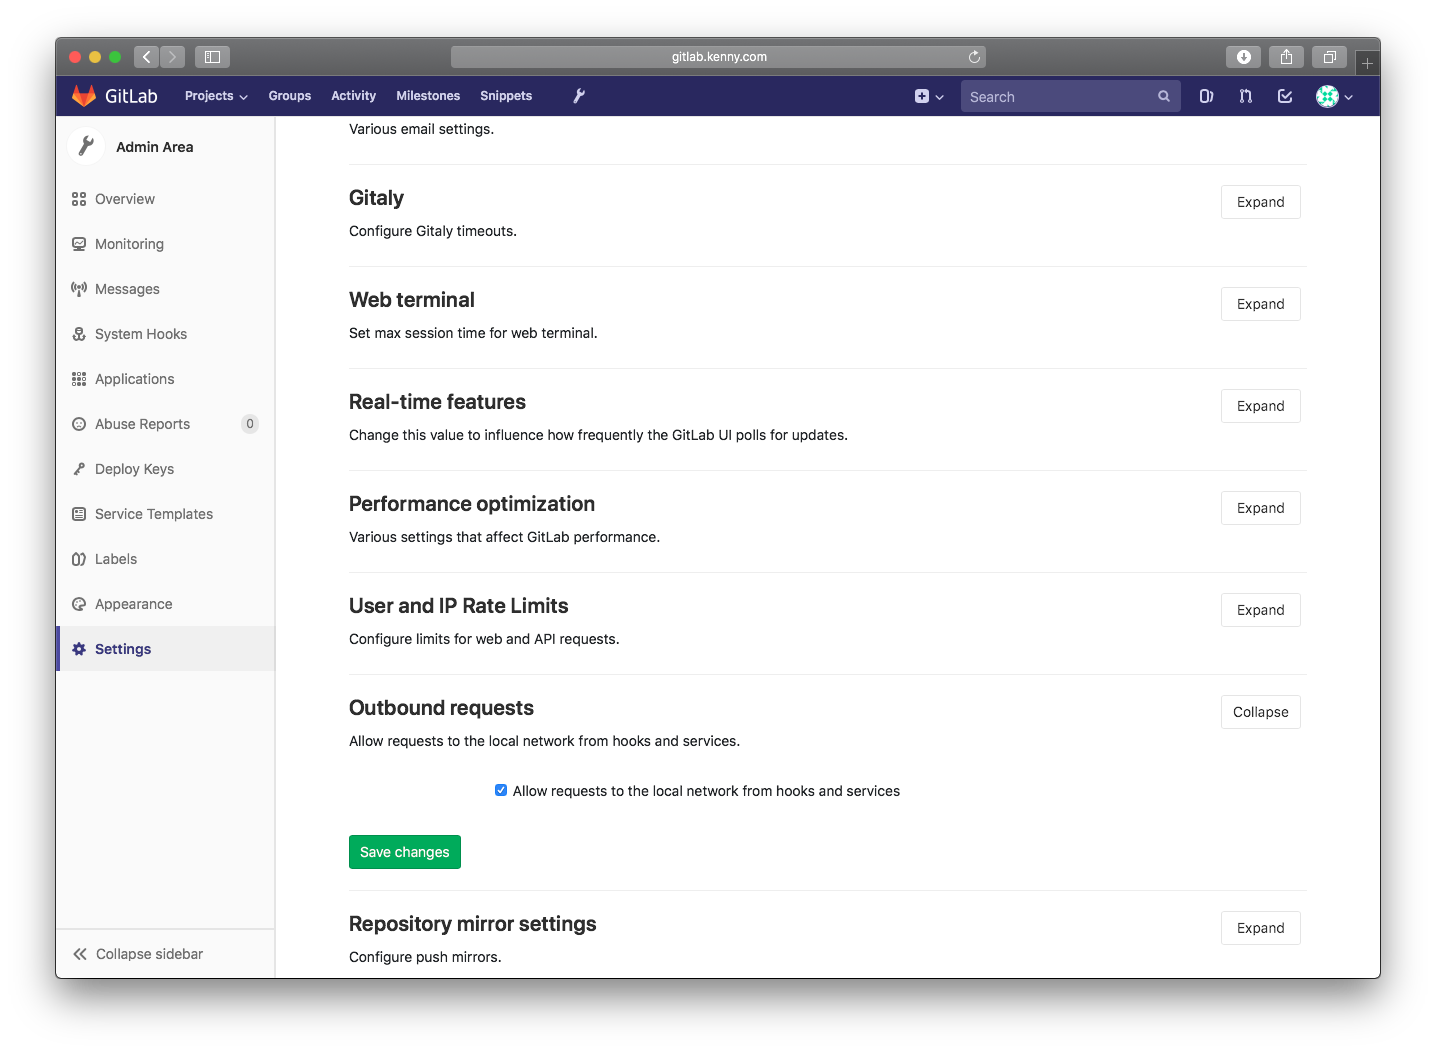 gitlab.kenny.com
GitLab Projects Groups Activity Milestones Snippets Search
Admin Area
Overview
Monitoring
Messages
System Hooks
Applications
Abuse Reports 0
Deploy Keys
Service Templates
Labels
Appearance
Settings
Collapse sidebar
Various email settings.
Gitaly Expand
Configure Gitaly timeouts.
Web terminal Expand
Set max session time for web terminal.
Real-time features Expand
Change this value to influence how frequently the GitLab UI polls for updates.
Performance optimization Expand
Various settings that affect GitLab performance.
User and IP Rate Limits Expand
Configure limits for web and API requests.
Outbound requests Collapse
Allow requests to the local network from hooks and services.
Allow requests to the local network from hooks and services
Save changes
Repository mirror settings Expand
Configure push mirrors.